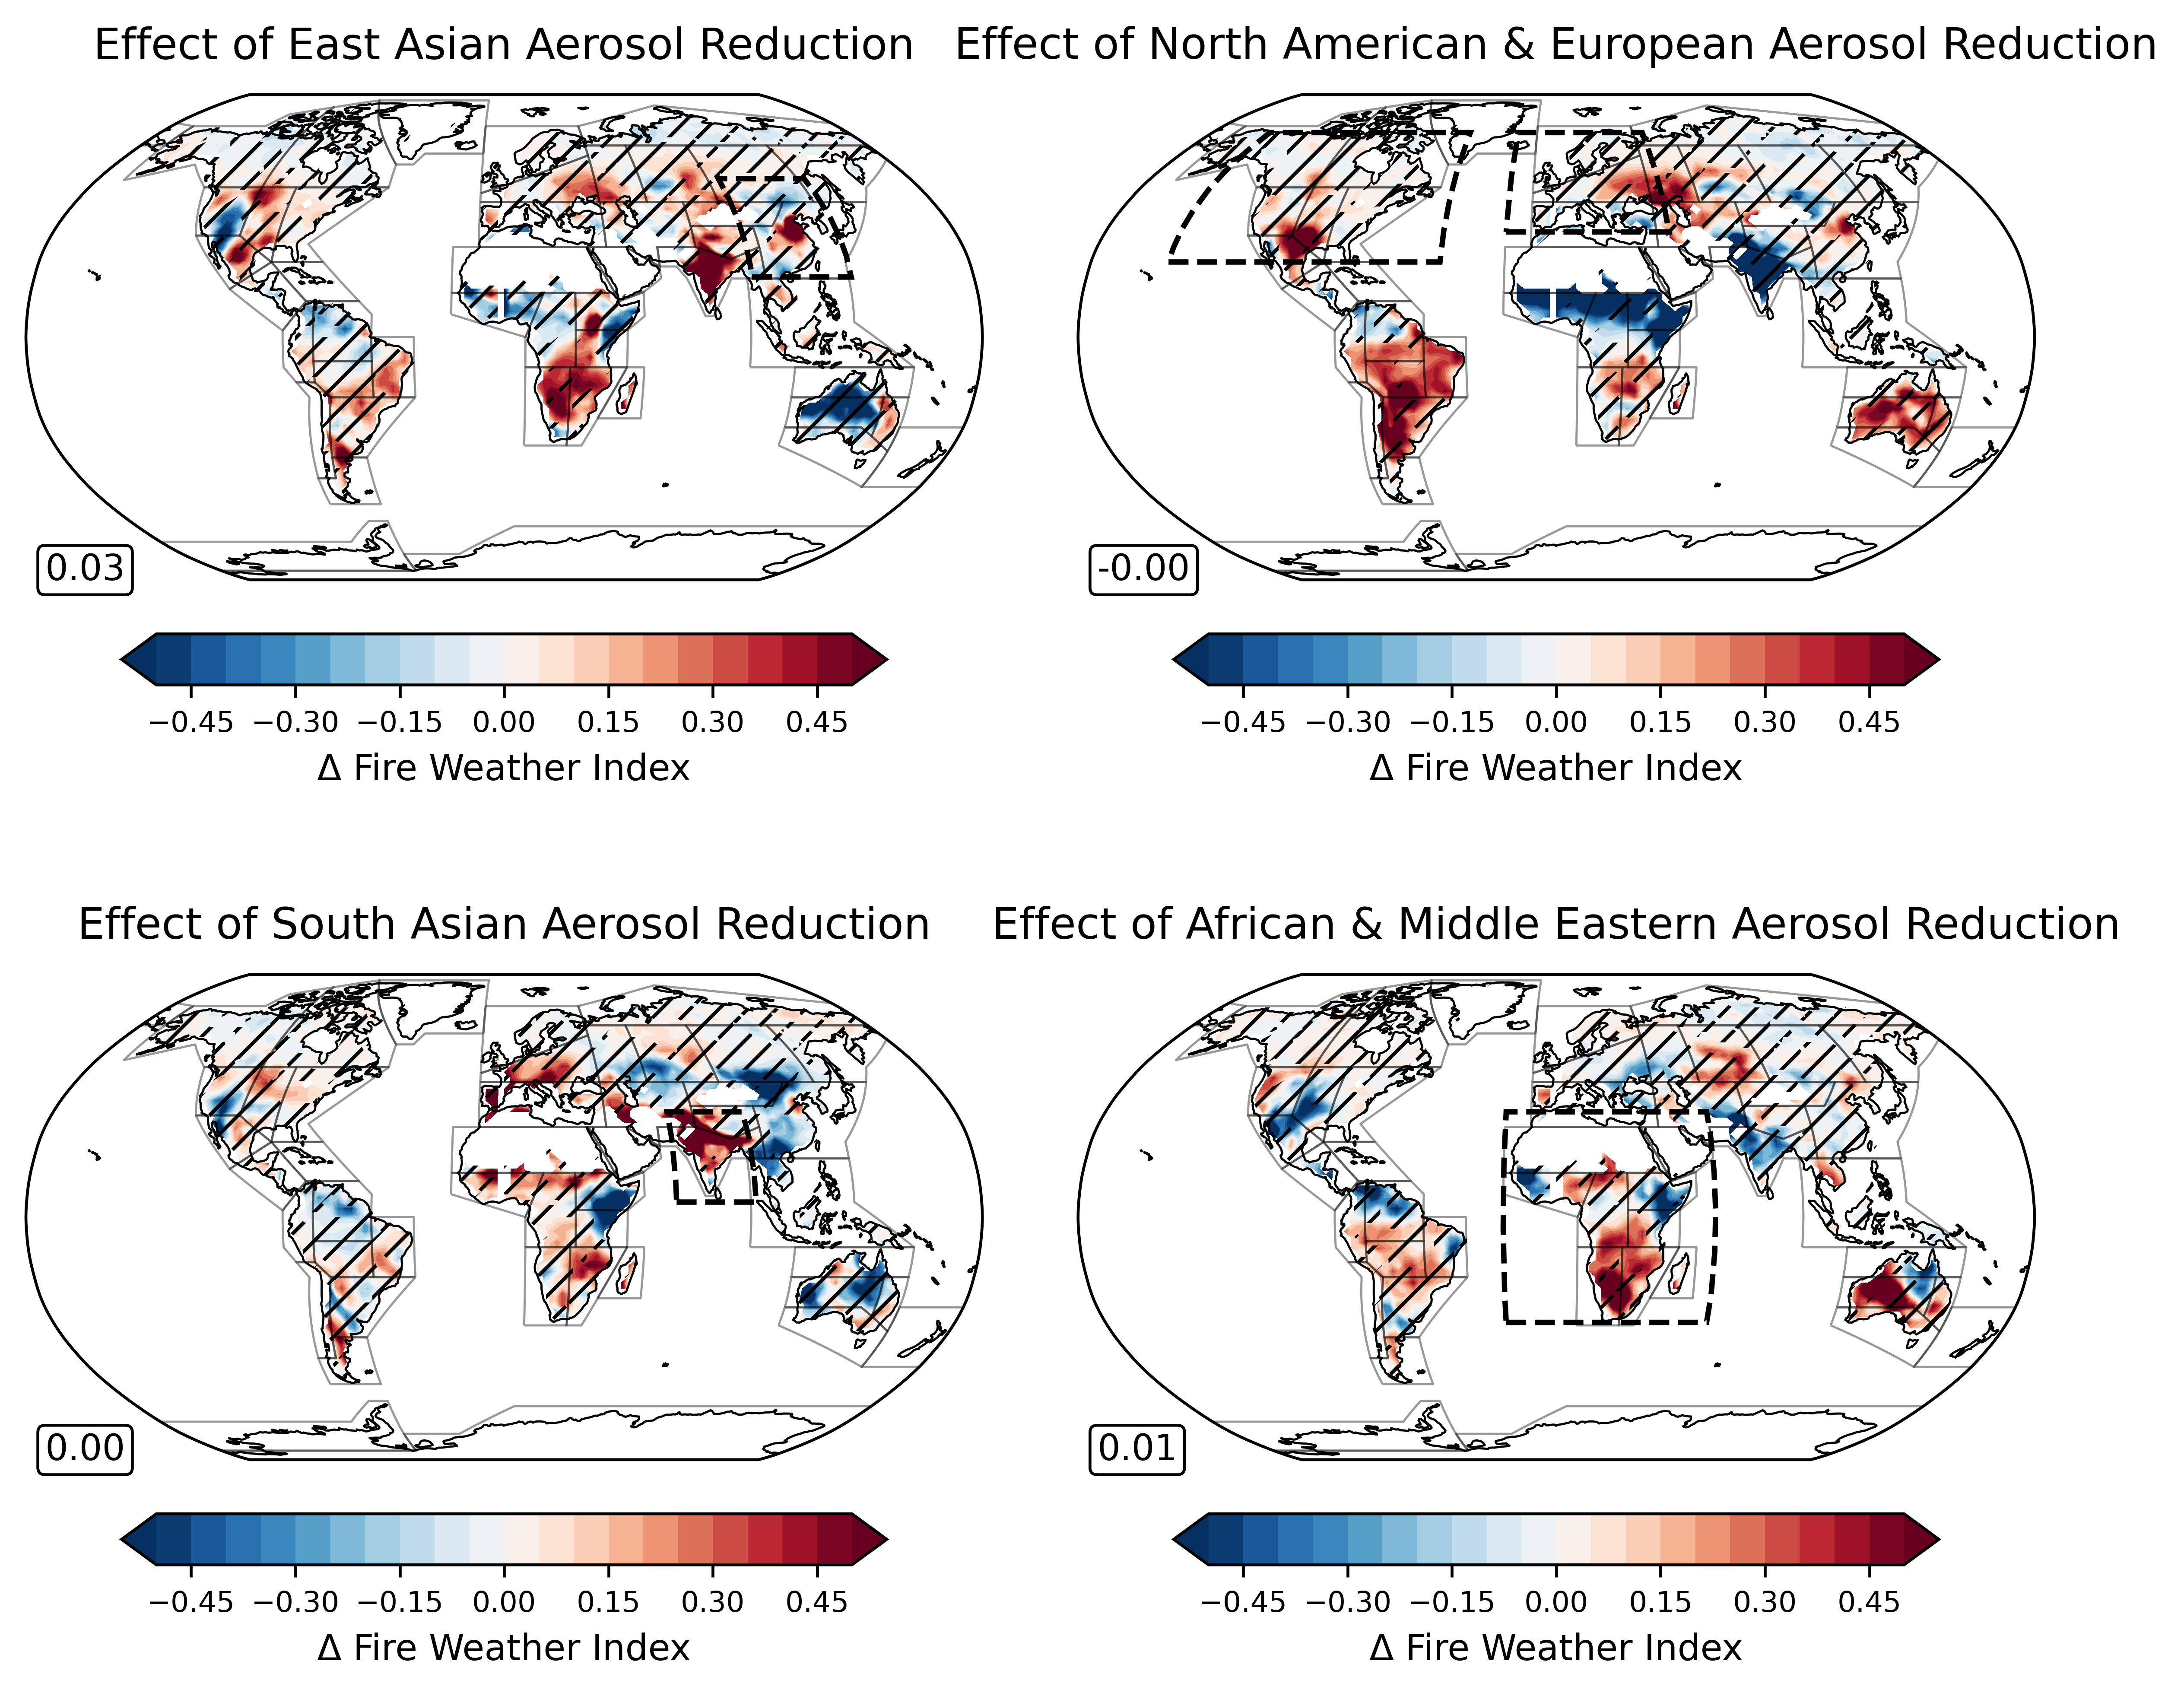 Effect of East Asian Aerosol Reduction
Effect of North American & European Aerosol Reduction
0.03
-0.00
−0.45 −0.30 −0.15 0.00 0.15 0.30 0.45
−0.45 −0.30 −0.15 0.00 0.15 0.30 0.45
Δ Fire Weather Index
Δ Fire Weather Index
Effect of South Asian Aerosol Reduction
Effect of African & Middle Eastern Aerosol Reduction
0.00
0.01
−0.45 −0.30 −0.15 0.00 0.15 0.30 0.45
−0.45 −0.30 −0.15 0.00 0.15 0.30 0.45
Δ Fire Weather Index
Δ Fire Weather Index